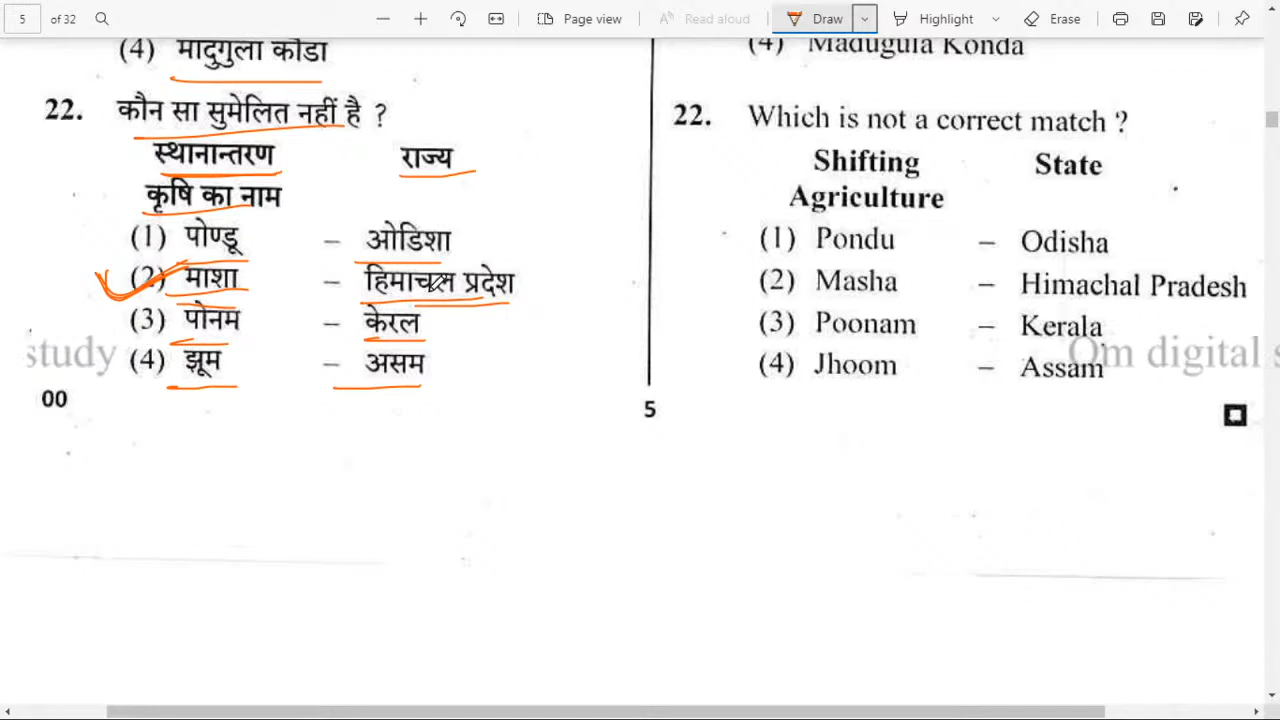 5 of 32 Page view Read aloud Draw Highlight Erase
(4) मादुगुला कोंडा
22. कौन सा सुमेलित नहीं है ?
स्थानान्तरण राज्य
कृषि का नाम
(1) पोण्डू – ओडिशा
(2) माशा – हिमाचल प्रदेश
(3) पोनम – केरल
(4) झूम – असम
00
5
(4) Madugula Konda
22. Which is not a correct match ?
Shifting State
Agriculture
(1) Pondu – Odisha
(2) Masha – Himachal Pradesh
(3) Poonam – Kerala
(4) Jhoom – Assam
study
Om digital s